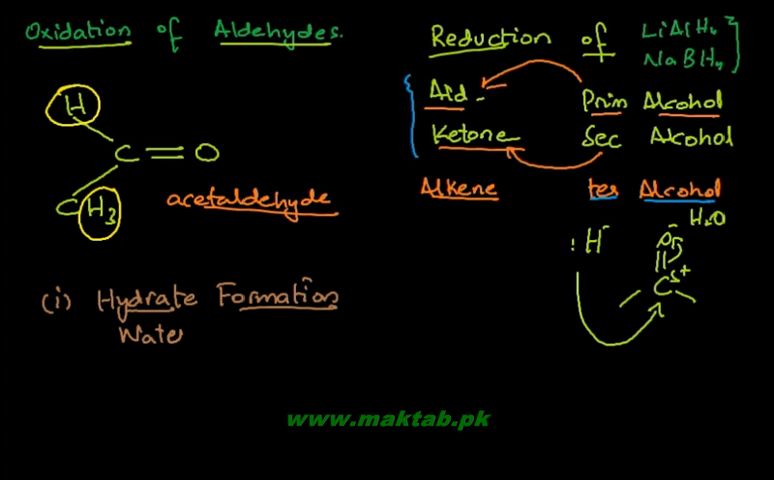 Oxidation of Aldehydes.
H
C = O
CH3
acetaldehyde
(i) Hydrate Formation
Water
Reduction of LiAlH4
NaBH4
Ald - Prim Alcohol
Ketone Sec Alcohol
Alkene ter Alcohol
H2O
:H- O-
C δ+
www.maktab.pk